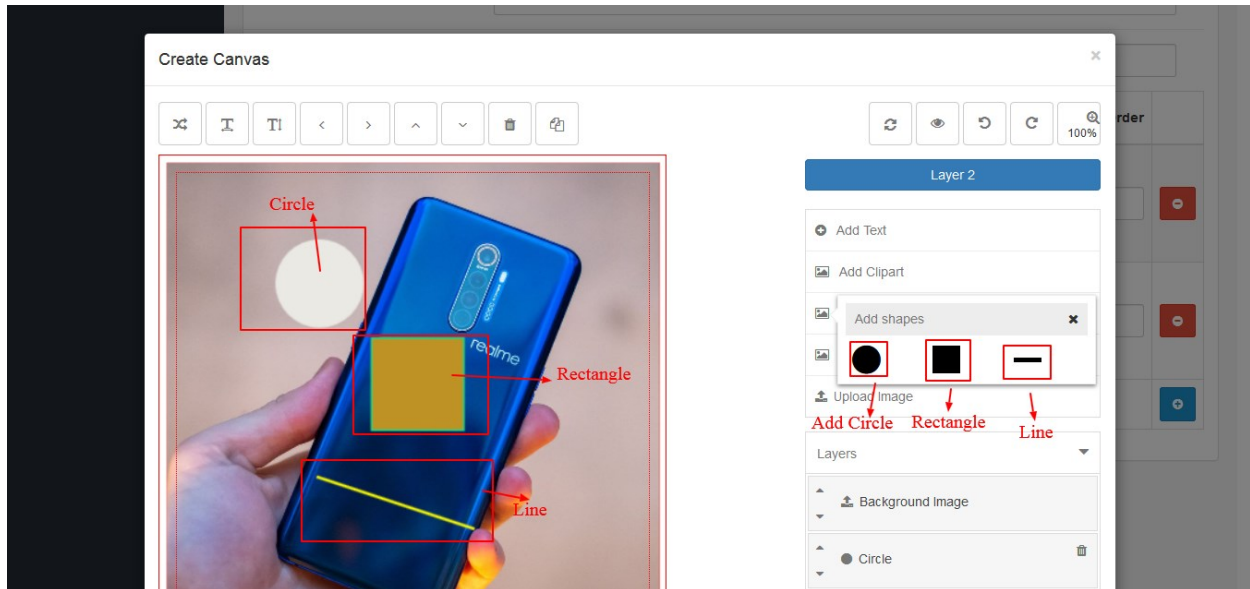 Create Canvas
×
rder
T
TI
100%
Layer 2
Circle
Add Text
Add Clipart
Add shapes
realme
Rectangle
Upload Image
Add Circle
Rectangle
Line
Layers
Line
Background Image
Circle